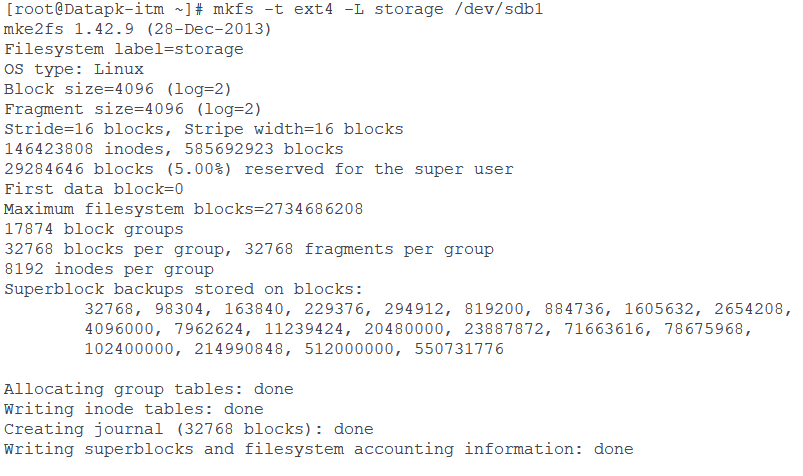 [root@Datapk-itm ~]# mkfs -t ext4 -L storage /dev/sdb1
mke2fs 1.42.9 (28-Dec-2013)
Filesystem label=storage
OS type: Linux
Block size=4096 (log=2)
Fragment size=4096 (log=2)
Stride=16 blocks, Stripe width=16 blocks
146423808 inodes, 585692923 blocks
29284646 blocks (5.00%) reserved for the super user
First data block=0
Maximum filesystem blocks=2734686208
17874 block groups
32768 blocks per group, 32768 fragments per group
8192 inodes per group
Superblock backups stored on blocks:
        32768, 98304, 163840, 229376, 294912, 819200, 884736, 1605632, 2654208,
        4096000, 7962624, 11239424, 20480000, 23887872, 71663616, 78675968,
        102400000, 214990848, 512000000, 550731776

Allocating group tables: done
Writing inode tables: done
Creating journal (32768 blocks): done
Writing superblocks and filesystem accounting information: done